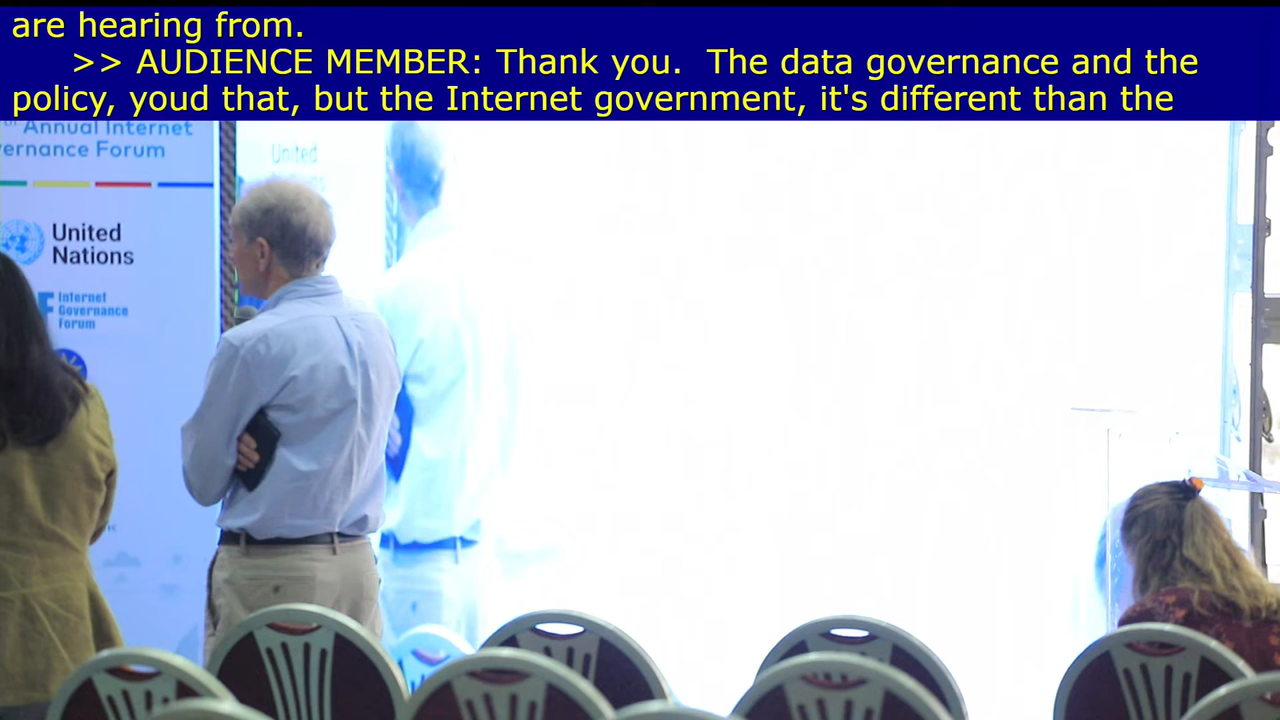 are hearing from.
>> AUDIENCE MEMBER: Thank you.  The data governance and the
policy, youd that, but the Internet government, it's different than the
Annual Internet
ernance Forum
United
United
Nations
Internet
Governance
Forum